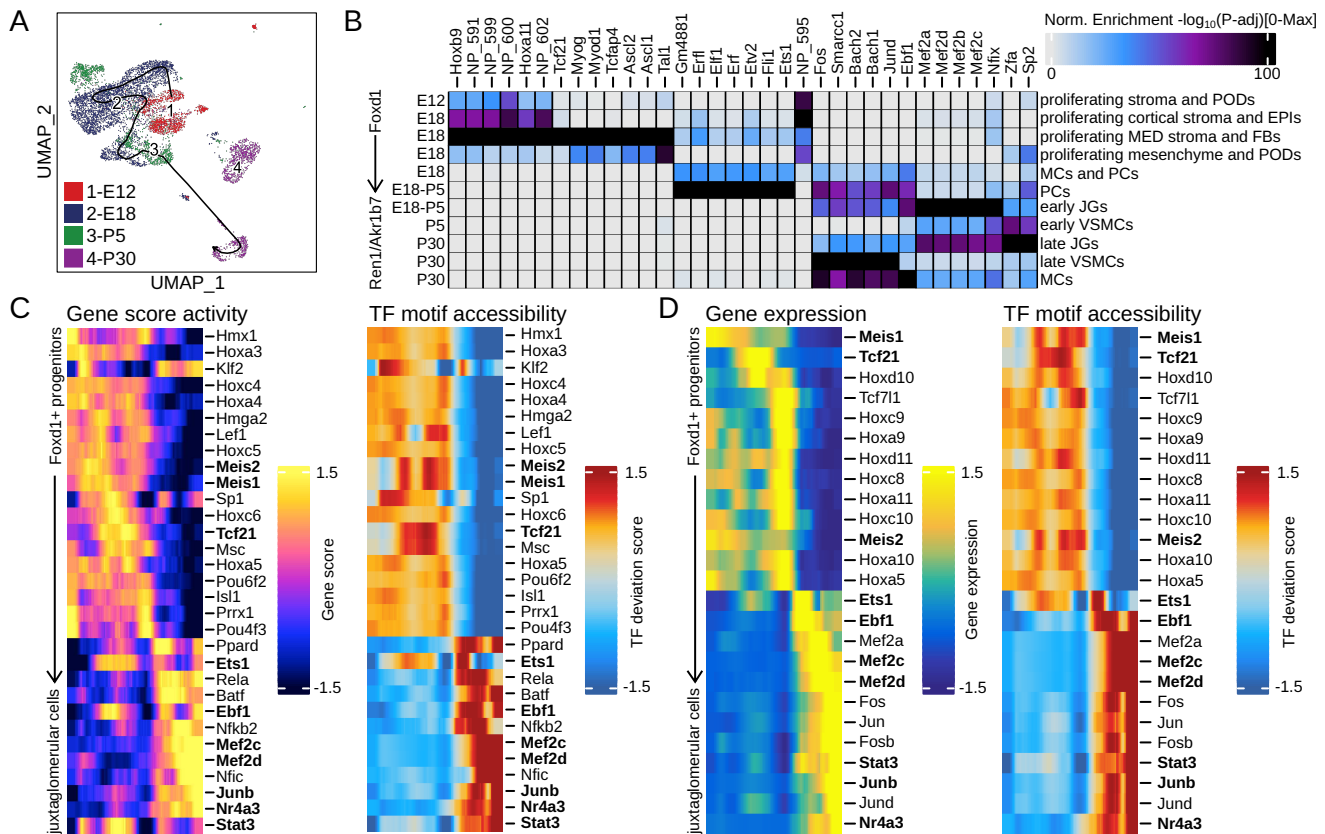 A
UMAP_2
UMAP_1
1
2
3
4
1-E12
2-E18
3-P5
4-P30
B
Norm. Enrichment -log10(P-adj)[0-Max]
0
100
Hoxb9
NP_591
NP_599
NP_600
Hoxa11
NP_602
Tcf21
Myog
Myod1
Tcfap4
Ascl2
Ascl1
Tal1
Gm4881
Erfl
Elf1
Erf
Etv2
Fli1
Ets1
NP_595
Fos
Smarcc1
Bach2
Bach1
Jund
Ebf1
Mef2a
Mef2d
Mef2b
Mef2c
Nfix
Zfa
Sp2
Foxd1
Ren1/Akr1b7
E12 proliferating stroma and PODs
E18 proliferating cortical stroma and EPIs
E18 proliferating MED stroma and FBs
E18 proliferating mesenchyme and PODs
E18 MCs and PCs
E18-P5 PCs
E18-P5 early JGs
P5 early VSMCs
P30 late JGs
P30 late VSMCs
P30 MCs
C
Gene score activity
Foxd1+ progenitors
juxtaglomerular cells
Hmx1
Hoxa3
Klf2
Hoxc4
Hoxa4
Hmga2
Lef1
Hoxc5
Meis2
Meis1
Sp1
Hoxc6
Tcf21
Msc
Hoxa5
Pou6f2
Isl1
Prrx1
Pou4f3
Ppard
Ets1
Rela
Batf
Ebf1
Nfkb2
Mef2c
Mef2d
Nfic
Junb
Nr4a3
Stat3
1.5
Gene score
-1.5
TF motif accessibility
Hmx1
Hoxa3
Klf2
Hoxc4
Hoxa4
Hmga2
Lef1
Hoxc5
Meis2
Meis1
Sp1
Hoxc6
Tcf21
Msc
Hoxa5
Pou6f2
Isl1
Prrx1
Pou4f3
Ppard
Ets1
Rela
Batf
Ebf1
Nfkb2
Mef2c
Mef2d
Nfic
Junb
Nr4a3
Stat3
1.5
TF deviation score
-1.5
D
Gene expression
Foxd1+ progenitors
juxtaglomerular cells
Meis1
Tcf21
Hoxd10
Tcf7l1
Hoxc9
Hoxa9
Hoxd11
Hoxc8
Hoxa11
Hoxc10
Meis2
Hoxa10
Hoxa5
Ets1
Ebf1
Mef2a
Mef2c
Mef2d
Fos
Jun
Fosb
Stat3
Junb
Jund
Nr4a3
1.5
Gene expression
-1.5
TF motif accessibility
Meis1
Tcf21
Hoxd10
Tcf7l1
Hoxc9
Hoxa9
Hoxd11
Hoxc8
Hoxa11
Hoxc10
Meis2
Hoxa10
Hoxa5
Ets1
Ebf1
Mef2a
Mef2c
Mef2d
Fos
Jun
Fosb
Stat3
Junb
Jund
Nr4a3
1.5
TF deviation score
-1.5